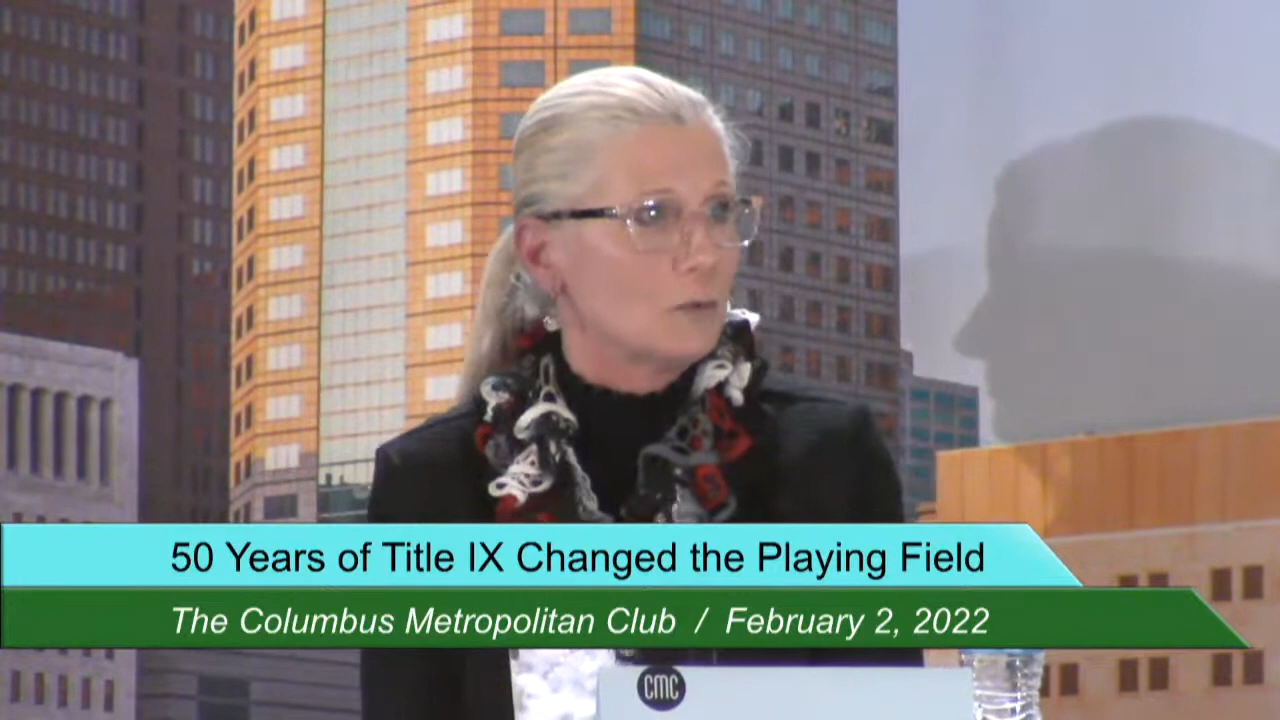 50 Years of Title IX Changed the Playing Field
The Columbus Metropolitan Club / February 2, 2022
CMC